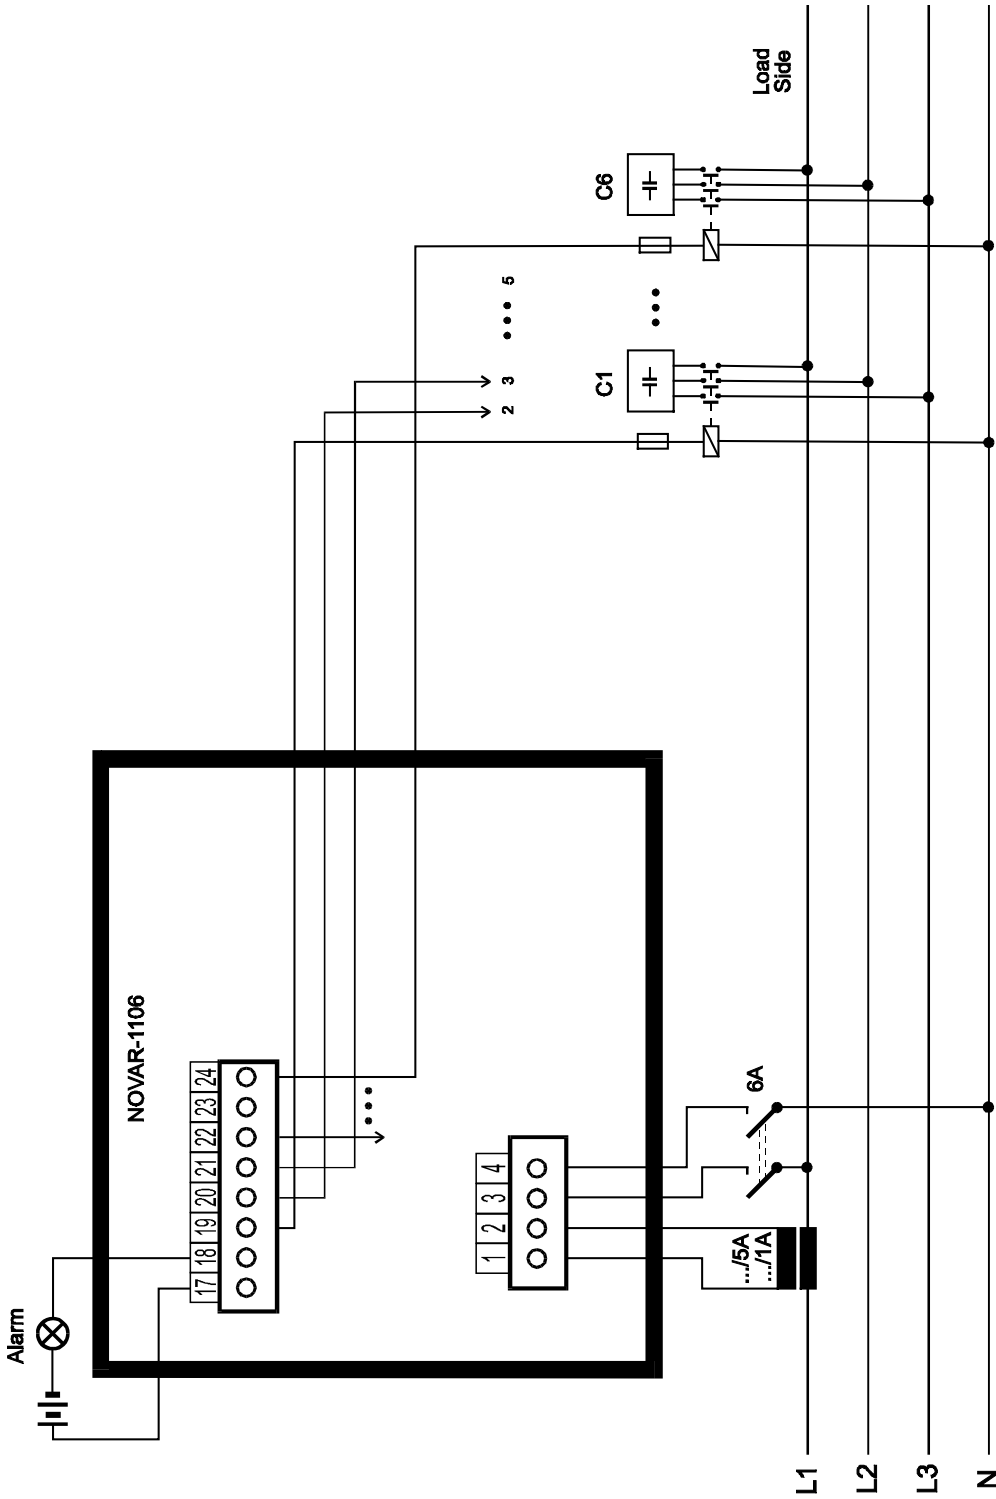 Alarm
NOVAR-1106
17 18 19 20 21 22 23 24
1 2 3 4
2 3 5
C1
C6
.../5A
.../1A
6A
Load
Side
L1
L2
L3
N